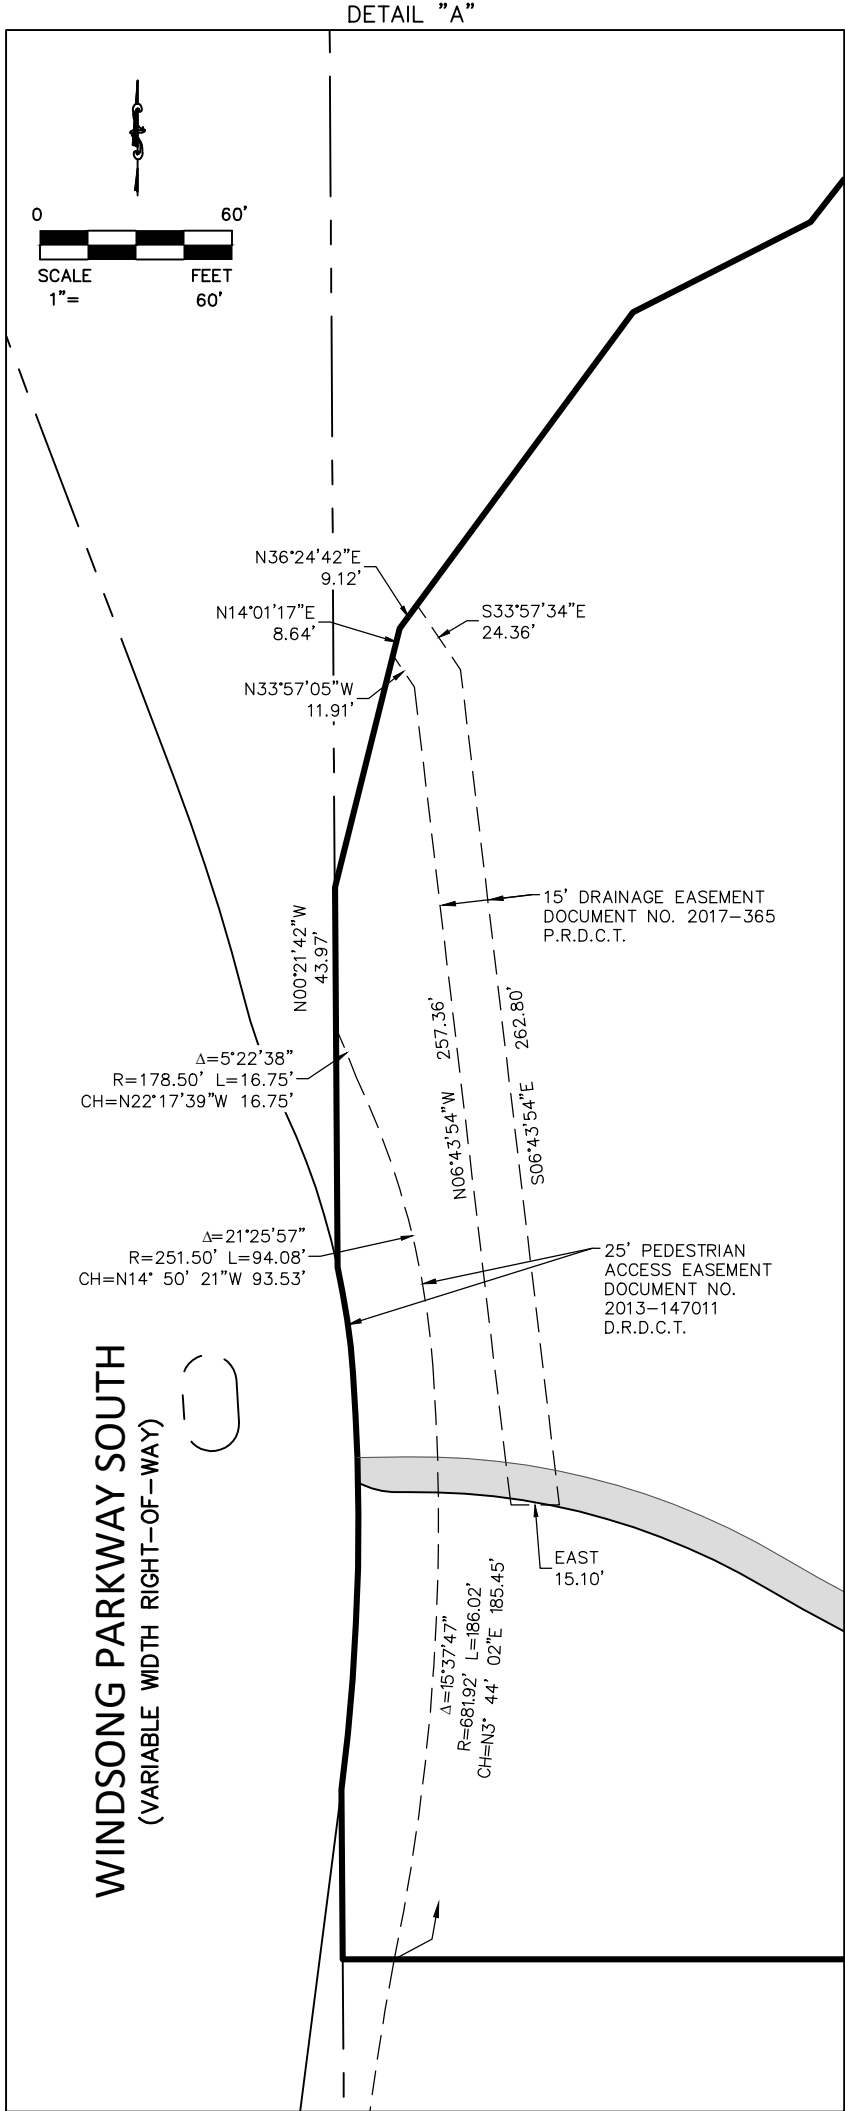 DETAIL "A"
0 60'
SCALE FEET
1"= 60'
N36°24'42"E
9.12'
N14°01'17"E
8.64'
S33°57'34"E
24.36'
N33°57'05"W
11.91'
15' DRAINAGE EASEMENT
DOCUMENT NO. 2017-365
P.R.D.C.T.
N00°21'42"W
43.97'
N06°43'54"W 257.36'
S06°43'54"E 262.80'
Δ=5°22'38"
R=178.50' L=16.75'
CH=N22°17'39"W 16.75'
Δ=21°25'57"
R=251.50' L=94.08'
CH=N14° 50' 21"W 93.53'
25' PEDESTRIAN
ACCESS EASEMENT
DOCUMENT NO.
2013-147011
D.R.D.C.T.
WINDSONG PARKWAY SOUTH
(VARIABLE WIDTH RIGHT-OF-WAY)
EAST
15.10'
Δ=15°37'47"
R=681.92' L=186.02'
CH=N3° 44' 02"E 185.45'